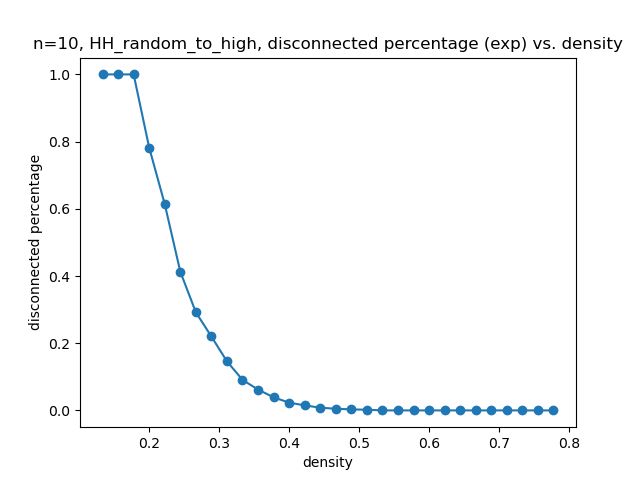 n=10, HH_random_to_high, disconnected percentage (exp) vs. density
1.0
0.8
0.6
0.4
0.2
0.0
disconnected percentage
0.2 0.3 0.4 0.5 0.6 0.7 0.8
density